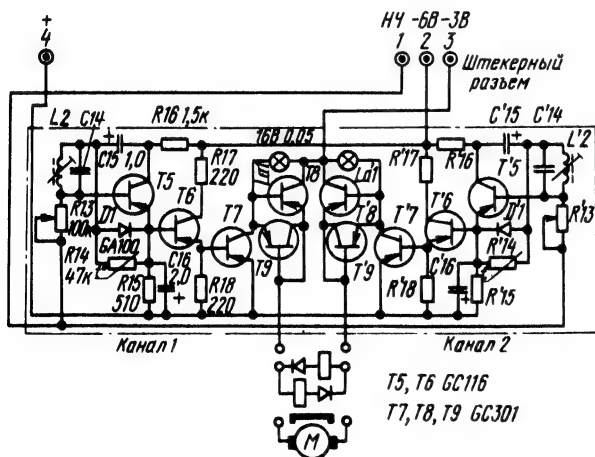 +
4
НЧ -6В -3В
1 2 3
Штекерный
разъем
L2
C14
R16 1,5к
16В 0.05
C'15
C'14
L'2
C15 1,0
R17
220
T8
Lа1
R'17
R'16
T'5
T5
T6
T7
T'8
T'7
T'6
R13
100к
Д1
GA100
T9
T'9
Д'1
R'13
R14
47к
C16
2,0
R'14
C'16
R15
510
R18
220
R'18
R'15
Канал 1
Канал 2
M
T5, T6 GC116
T7, T8, T9 GC301